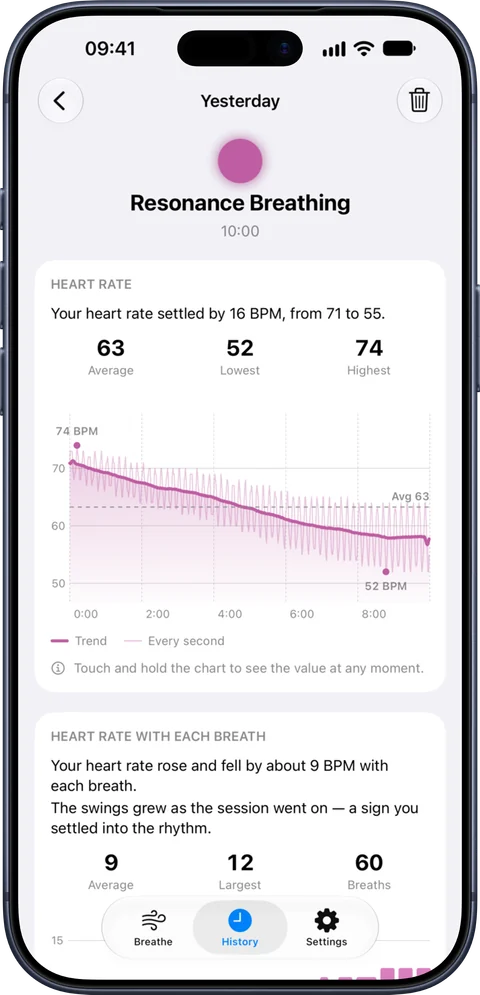 09:41
Yesterday
Resonance Breathing
10:00
HEART RATE
Your heart rate settled by 16 BPM, from 71 to 55.
63 52 74
Average Lowest Highest
74 BPM
70
Avg 63
60
52 BPM
50
0:00 2:00 4:00 6:00 8:00
Trend Every second
Touch and hold the chart to see the value at any moment.
HEART RATE WITH EACH BREATH
Your heart rate rose and fell by about 9 BPM with
each breath.
The swings grew as the session went on — a sign you
settled into the rhythm.
9 12 60
Average Largest Breaths
15
Breathe History Settings